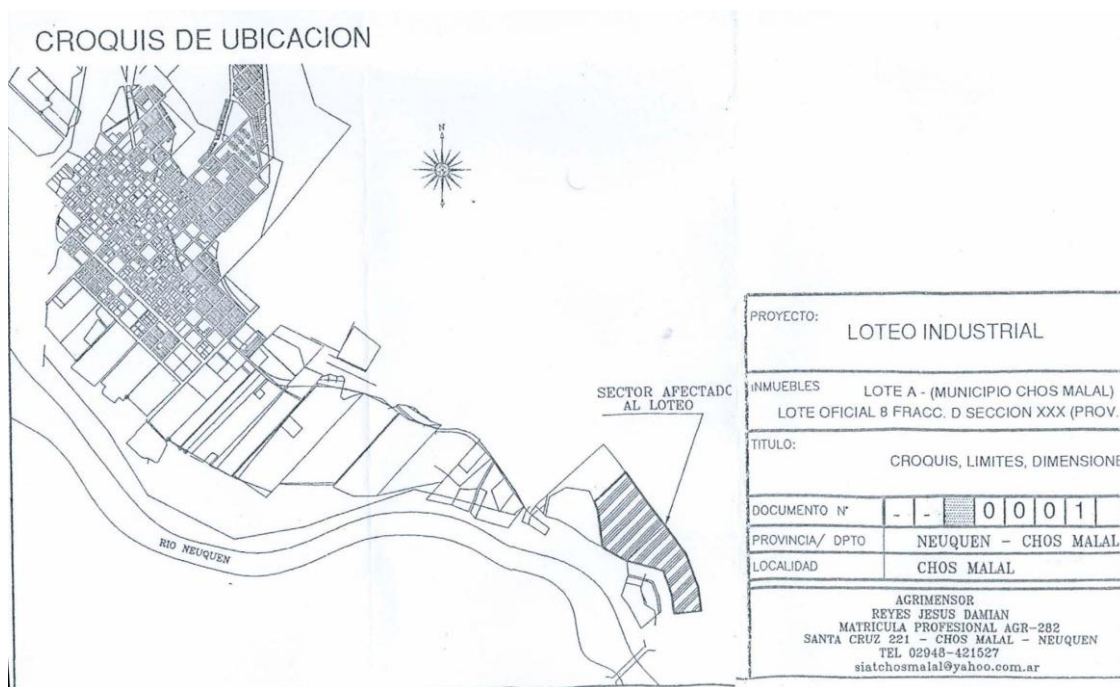 CROQUIS DE UBICACION
N
SECTOR AFECTADO
AL LOTEO
RIO NEUQUEN
PROYECTO:
LOTEO INDUSTRIAL
INMUEBLES
LOTE A - (MUNICIPIO CHOS MALAL)
LOTE OFICIAL 8 FRACC. D SECCION XXX (PROV.
TITULO:
CROQUIS, LIMITES, DIMENSIONE
DOCUMENTO Nº - - 0 0 0 1
PROVINCIA/ DPTO NEUQUEN - CHOS MALAL
LOCALIDAD CHOS MALAL
AGRIMENSOR
REYES JESUS DAMIAN
MATRICULA PROFESIONAL AGR-282
SANTA CRUZ 221 - CHOS MALAL - NEUQUEN
TEL 02948-421527
siatchosmalal@yahoo.com.ar